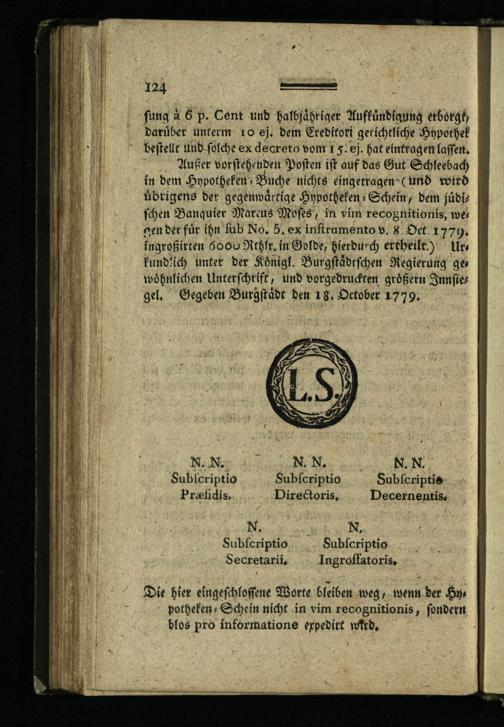 124
sung à 6 p. Cent und halbjähriger Aufkündigung erborgt,
darüber unterm 10 ej. dem Creditori gerichtliche Hypothek
bestellt und solche ex decreto vom 15. ej. hat eintragen lassen.
Außer vorstehenden Posten ist auf das Gut Schleebach
in dem Hypotheken-Buche nichts eingetragen (und wird
übrigens der gegenwärtige Hypotheken-Schein, dem jüdi-
schen Banquier Marcus Moses, in vim recognitionis, we-
gen der für ihn sub No. 5. ex instrumento v. 8. Oct. 1779.
ingroßirten 6000 Rthlr. in Golde, hierdurch ertheilt.) Ur-
kundlich unter der Königl. Burgstädtschen Regierung ge-
wöhnlichen Unterschrift, und vorgedruckten größern Innsie-
gel. Gegeben Burgstädt den 18. October 1779.
L.S.
N. N. N. N. N. N.
Subscriptio Subscriptio Subscriptio
Præsidis. Directoris. Decernentis.
N. N.
Subscriptio Subscriptio
Secretarii. Ingrossatoris.
Die hier eingeschlossene Worte bleiben weg, wenn der Hy-
potheken-Schein nicht in vim recognitionis, sondern
blos pro informatione expedirt wird.